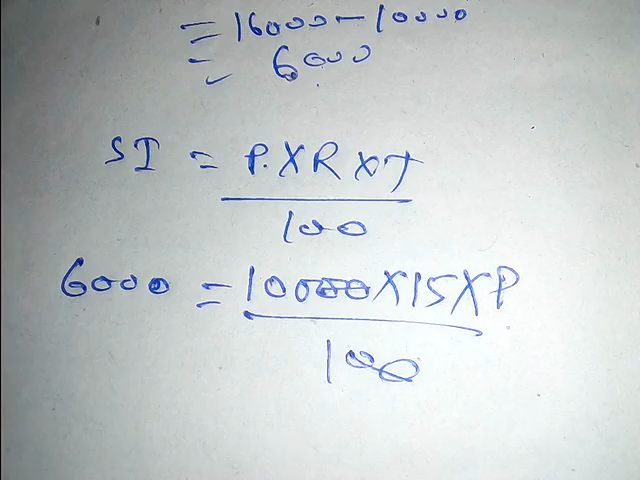 = 16000 - 10000
= 6000
SI = P.XRXT
100
6000 = 10000X15XP
100